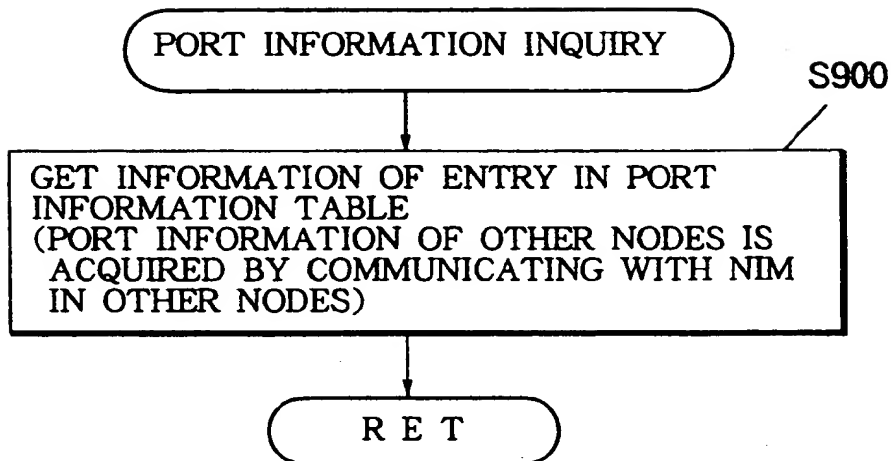 PORT INFORMATION INQUIRY
S900
GET INFORMATION OF ENTRY IN PORT
INFORMATION TABLE
(PORT INFORMATION OF OTHER NODES IS
ACQUIRED BY COMMUNICATING WITH NIM
IN OTHER NODES)
R E T